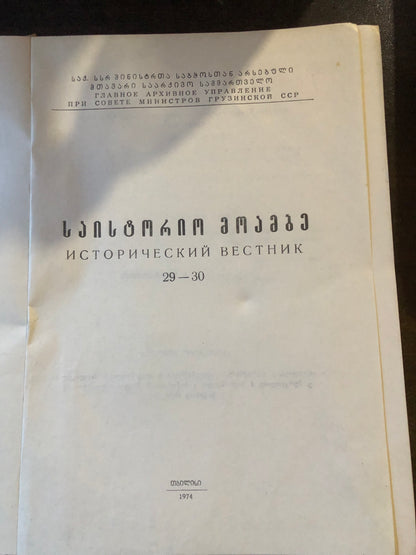 საქ. სსრ მინისტრთა საბჭოსთან არსებული
მთავარი საარქივო სამმართველო
ГЛАВНОЕ АРХИВНОЕ УПРАВЛЕНИЕ
ПРИ СОВЕТЕ МИНИСТРОВ ГРУЗИНСКОЙ ССР
საისტორიო მოამბე
ИСТОРИЧЕСКИЙ ВЕСТНИК
29—30
თბილისი
1974